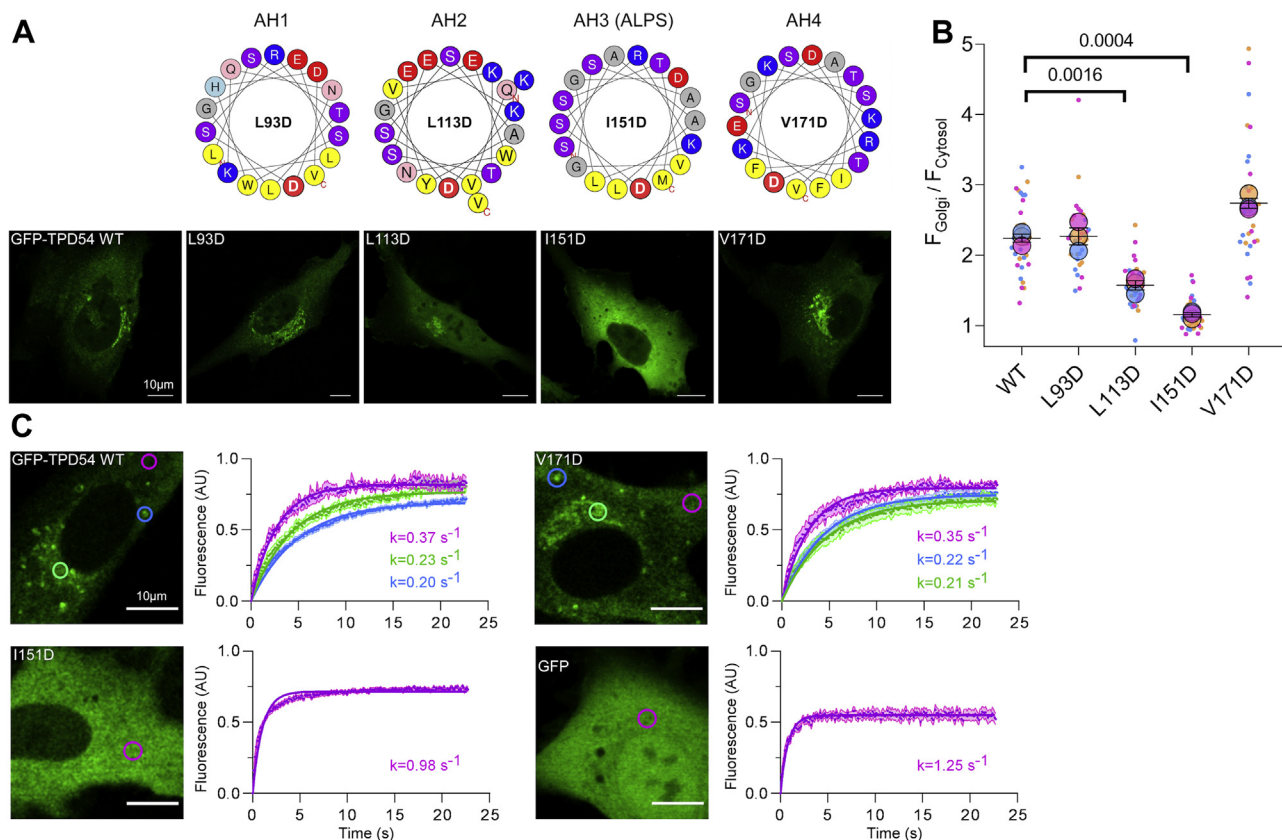 A
AH1
AH2
AH3 (ALPS)
AH4
B
L93D
L113D
I151D
V171D
0.0004
0.0016
5
4
3
2
1
F Golgi / F Cytosol
WT
L93D
L113D
I151D
V171D
GFP-TPD54 WT
L93D
L113D
I151D
V171D
10µm
C
GFP-TPD54 WT
10µm
Fluorescence (AU)
1.0
0.5
0.0
k=0.37 s-1
k=0.23 s-1
k=0.20 s-1
0 5 10 15 20 25
V171D
Fluorescence (AU)
1.0
0.5
0.0
k=0.35 s-1
k=0.22 s-1
k=0.21 s-1
0 5 10 15 20 25
I151D
Fluorescence (AU)
1.0
0.5
0.0
k=0.98 s-1
0 5 10 15 20 25
Time (s)
GFP
Fluorescence (AU)
1.0
0.5
0.0
k=1.25 s-1
0 5 10 15 20 25
Time (s)